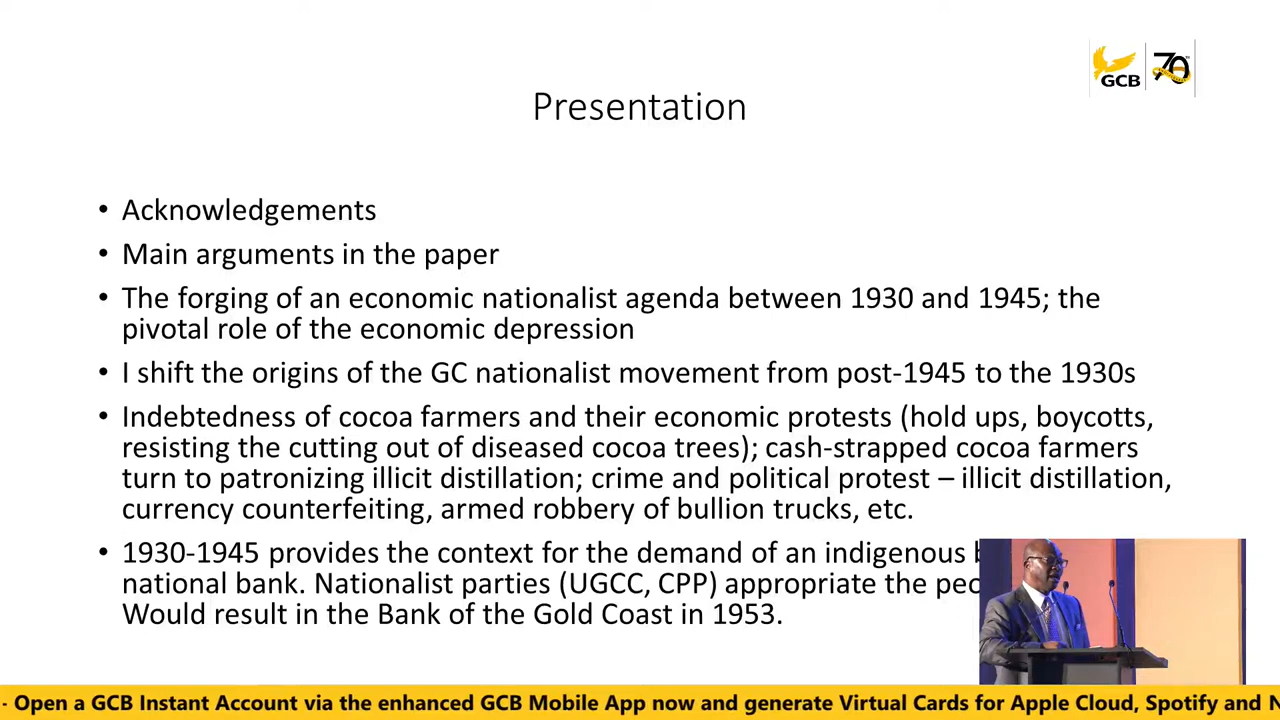 GCB 70
Presentation
• Acknowledgements
• Main arguments in the paper
• The forging of an economic nationalist agenda between 1930 and 1945; the
pivotal role of the economic depression
• I shift the origins of the GC nationalist movement from post-1945 to the 1930s
• Indebtedness of cocoa farmers and their economic protests (hold ups, boycotts,
resisting the cutting out of diseased cocoa trees); cash-strapped cocoa farmers
turn to patronizing illicit distillation; crime and political protest – illicit distillation,
currency counterfeiting, armed robbery of bullion trucks, etc.
• 1930-1945 provides the context for the demand of an indigenous
national bank. Nationalist parties (UGCC, CPP) appropriate the
Would result in the Bank of the Gold Coast in 1953.
- Open a GCB Instant Account via the enhanced GCB Mobile App now and generate Virtual Cards for Apple Cloud, Spotify and N